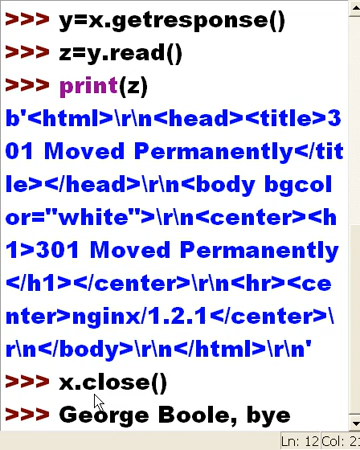 >>> y=x.getresponse()
>>> z=y.read()
>>> print(z)
b'<html>\r\n<head><title>3
01 Moved Permanently</tit
le></head>\r\n<body bgcol
or="white">\r\n<center><h
1>301 Moved Permanently
</h1></center>\r\n<hr><ce
nter>nginx/1.2.1</center>\
r\n</body>\r\n</html>\r\n'
>>> x.close()
>>> George Boole, bye
Ln: 12 Col: 2